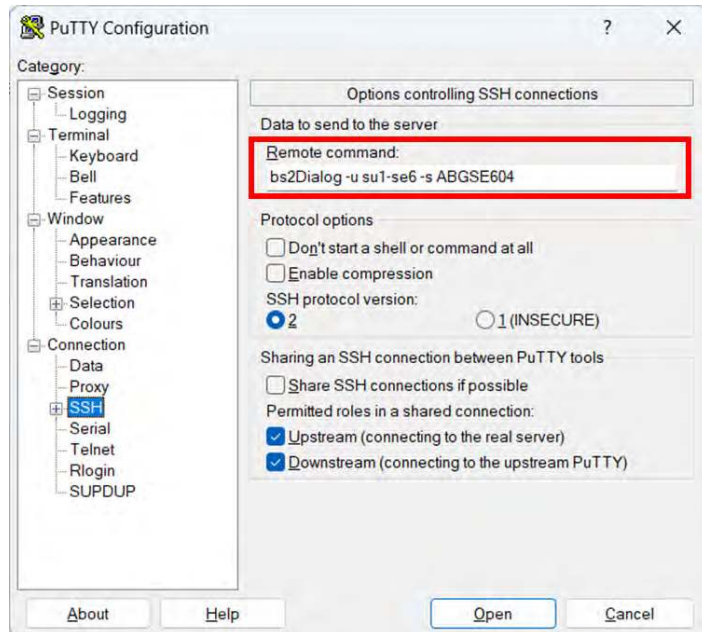 PuTTY Configuration ? ×
Category:
Session
Logging
Terminal
Keyboard
Bell
Features
Window
Appearance
Behaviour
Translation
Selection
Colours
Connection
Data
Proxy
SSH
Serial
Telnet
Rlogin
SUPDUP
Options controlling SSH connections
Data to send to the server
Remote command:
bs2Dialog -u su1-se6 -s ABGSE604
Protocol options
Don't start a shell or command at all
Enable compression
SSH protocol version:
2 1 (INSECURE)
Sharing an SSH connection between PuTTY tools
Share SSH connections if possible
Permitted roles in a shared connection:
Upstream (connecting to the real server)
Downstream (connecting to the upstream PuTTY)
About Help Open Cancel